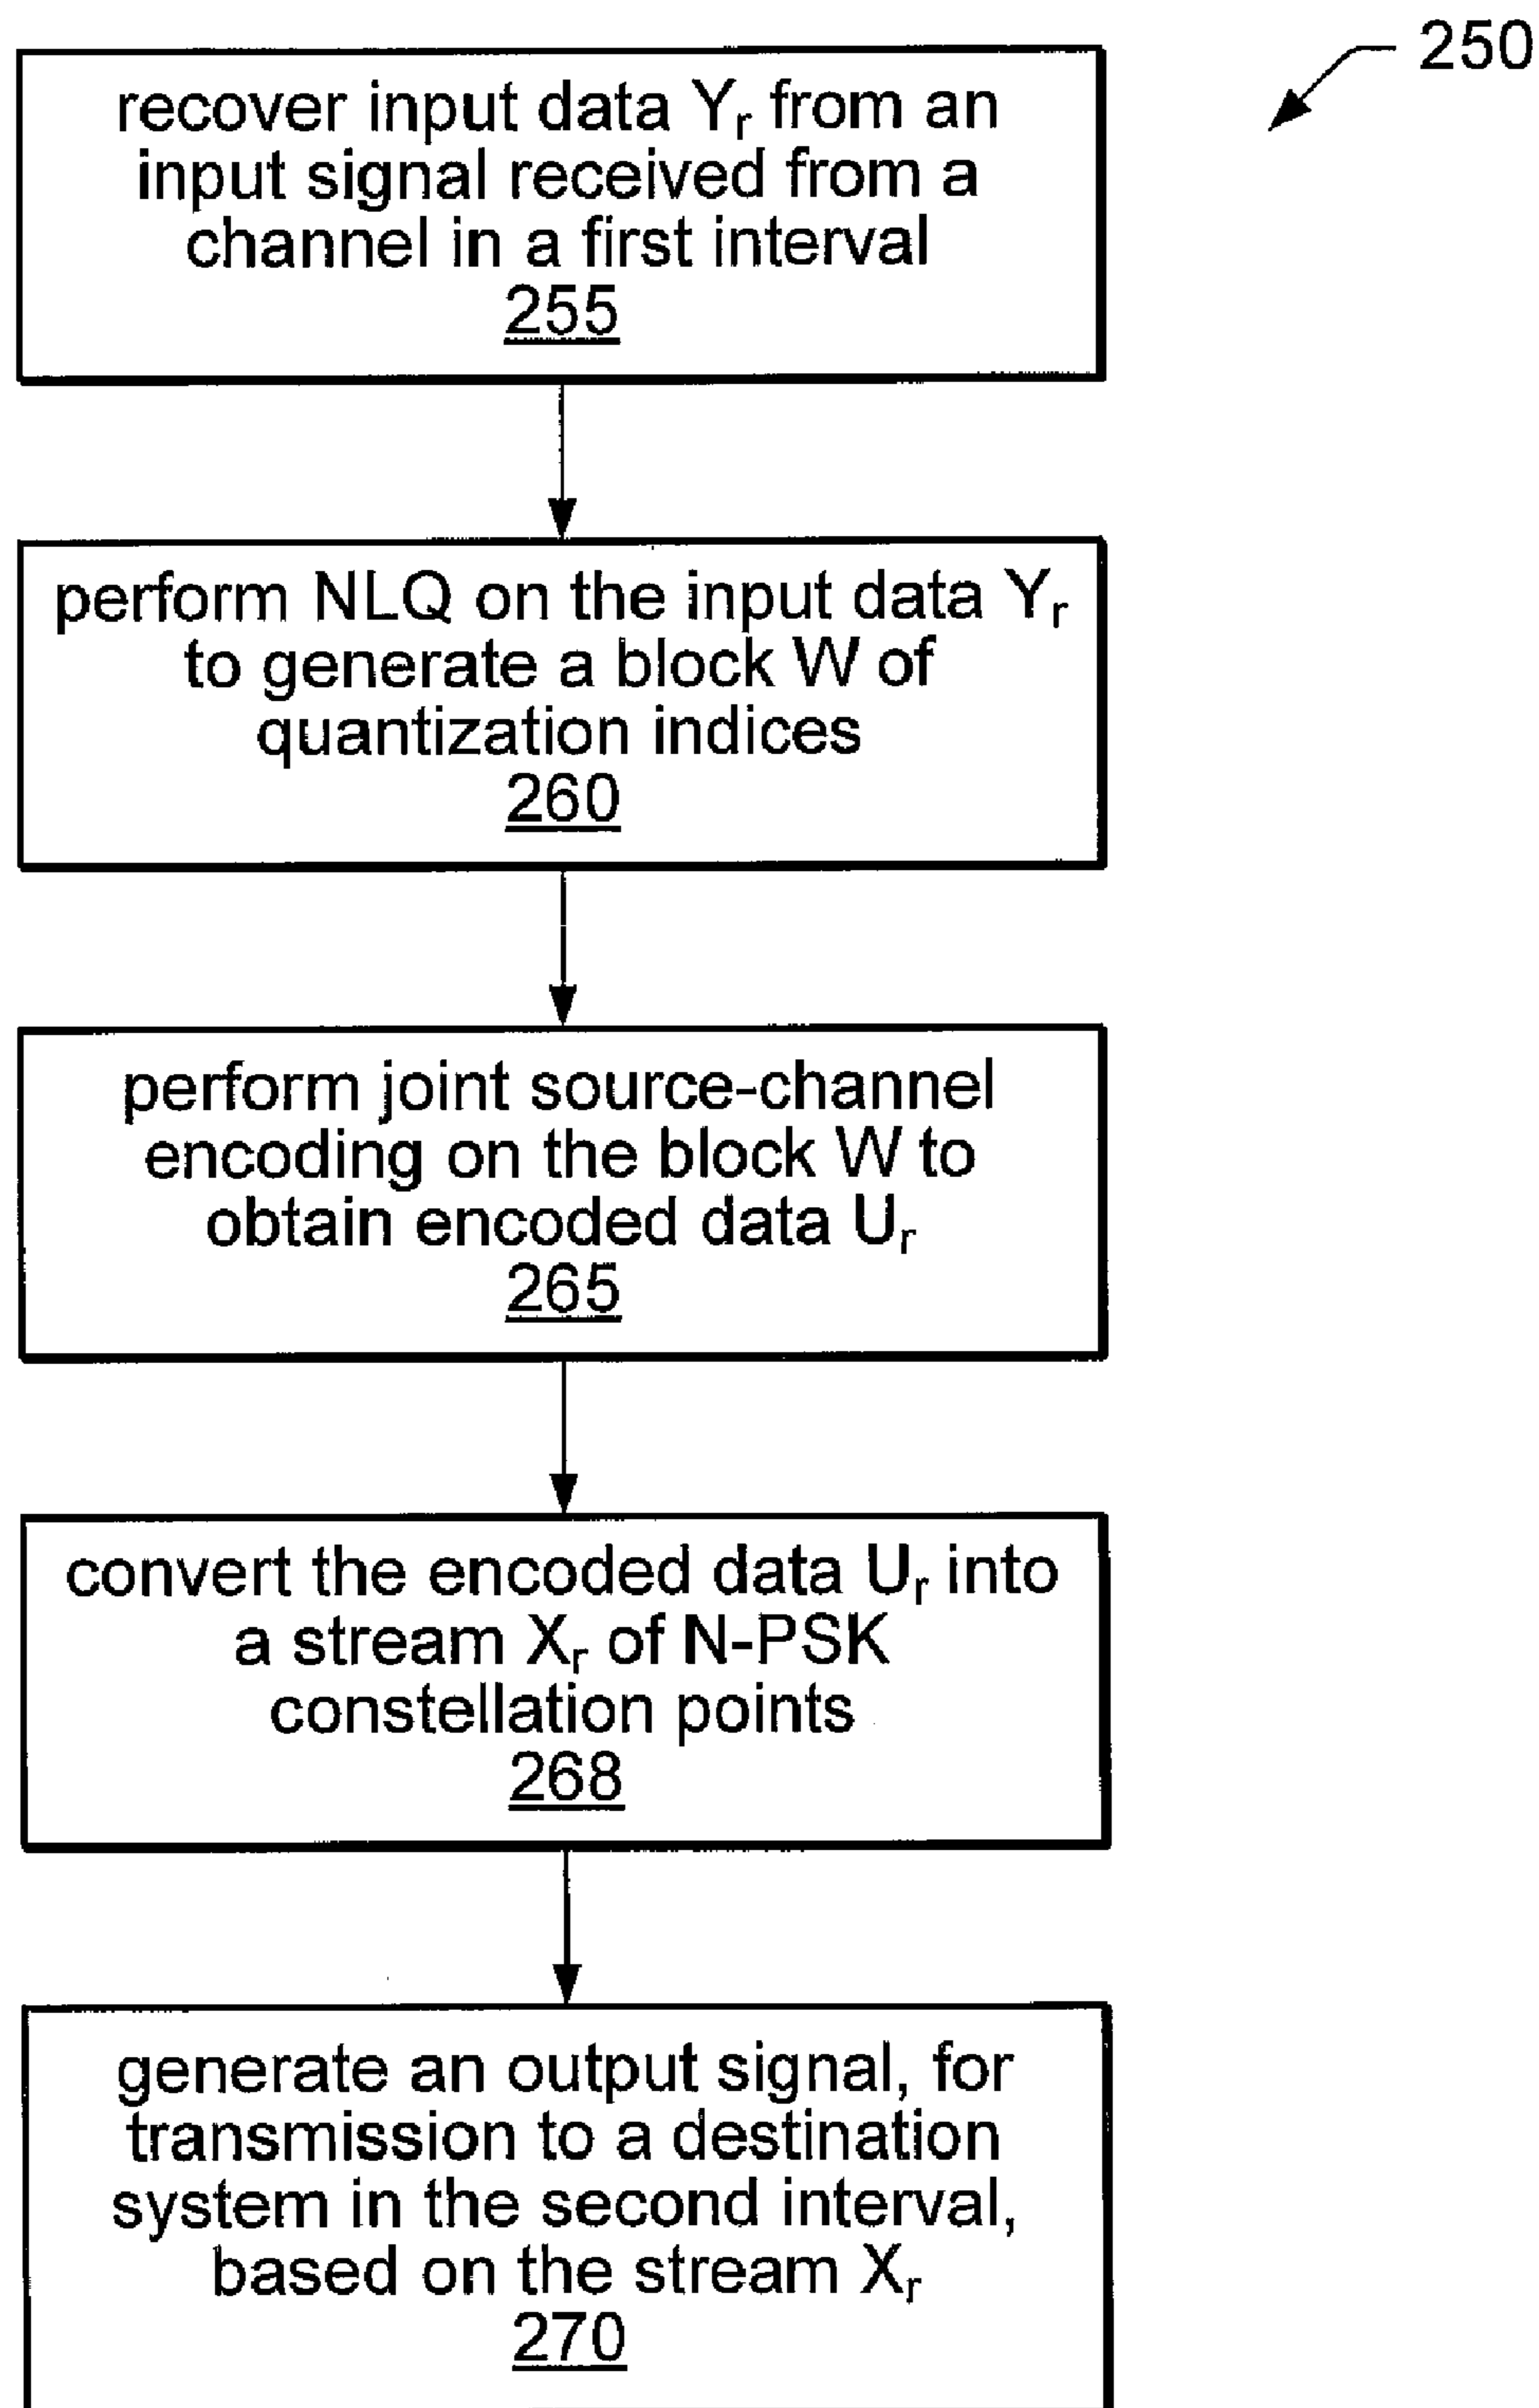 250
recover input data Yr from an
input signal received from a
channel in a first interval
255
perform NLQ on the input data Yr
to generate a block W of
quantization indices
260
perform joint source-channel
encoding on the block W to
obtain encoded data Ur
265
convert the encoded data Ur into
a stream Xr of N-PSK
constellation points
268
generate an output signal, for
transmission to a destination
system in the second interval,
based on the stream Xr
270